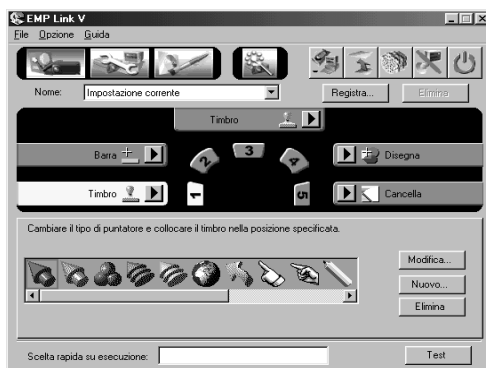 EMP Link V
File Opzione Guida
Nome: Impostazione corrente Registra... Elimina
Timbro
Barra 2 3 4 Disegna
Timbro 1 5 Cancella
Cambiare il tipo di puntatore e collocare il timbro nella posizione specificata.
Modifica...
Nuovo...
Elimina
Scelta rapida su esecuzione: Test